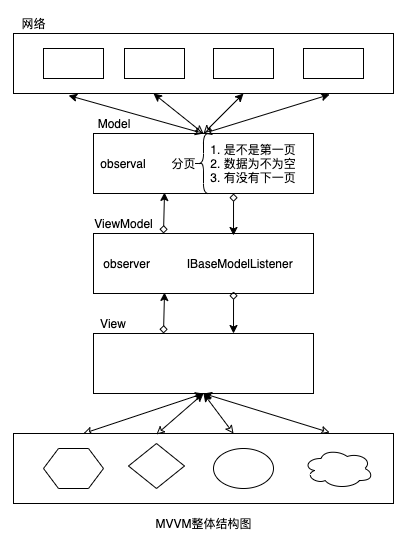 网络
Model
observal
分页
1. 是不是第一页
2. 数据为不为空
3. 有没有下一页
ViewModel
observer
IBaseModelListener
View
MVVM整体结构图